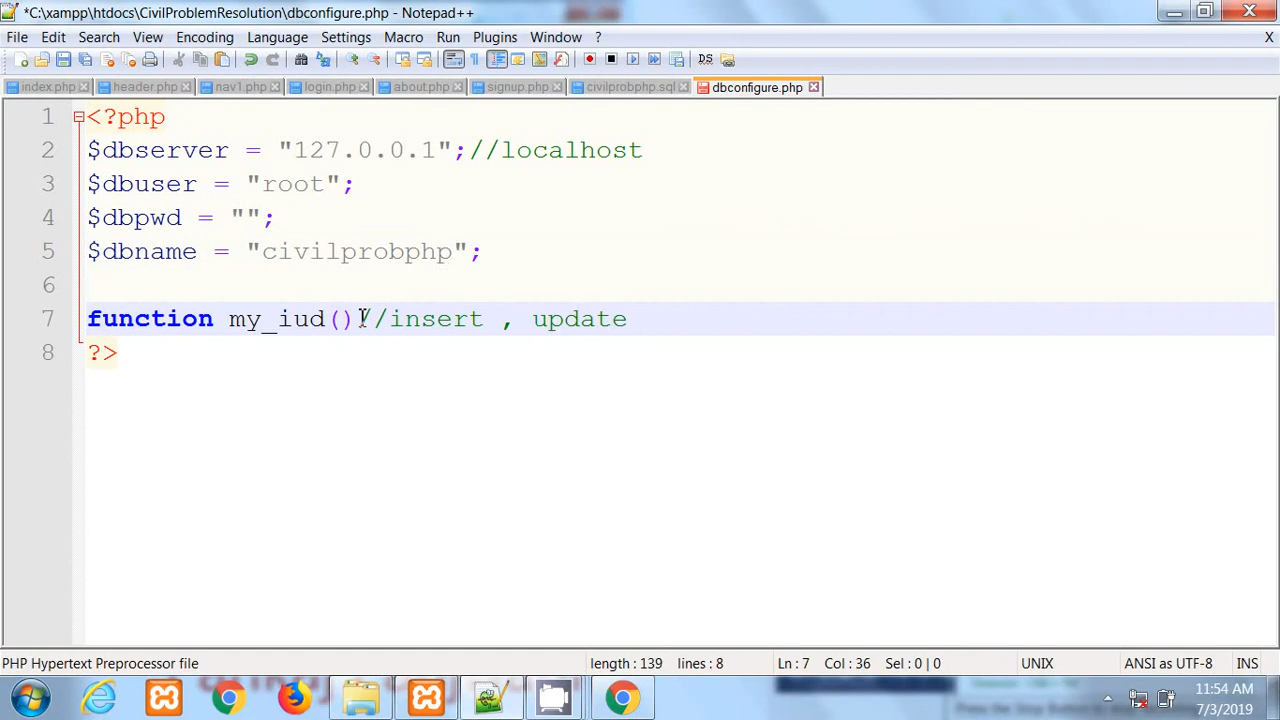 *C:\xampp\htdocs\CivilProblemResolution\dbconfigure.php - Notepad++
File Edit Search View Encoding Language Settings Macro Run Plugins Window ? X
index.php header.php nav1.php login.php about.php signup.php civilprobphp.sql dbconfigure.php
1 <?php
2 $dbserver = "127.0.0.1";//localhost
3 $dbuser = "root";
4 $dbpwd = "";
5 $dbname = "civilprobphp";
6
7 function my_iud()//insert , update
8 ?>
PHP Hypertext Preprocessor file length : 139 lines : 8 Ln : 7 Col : 36 Sel : 0 | 0 UNIX ANSI as UTF-8 INS
11:54 AM
7/3/2019